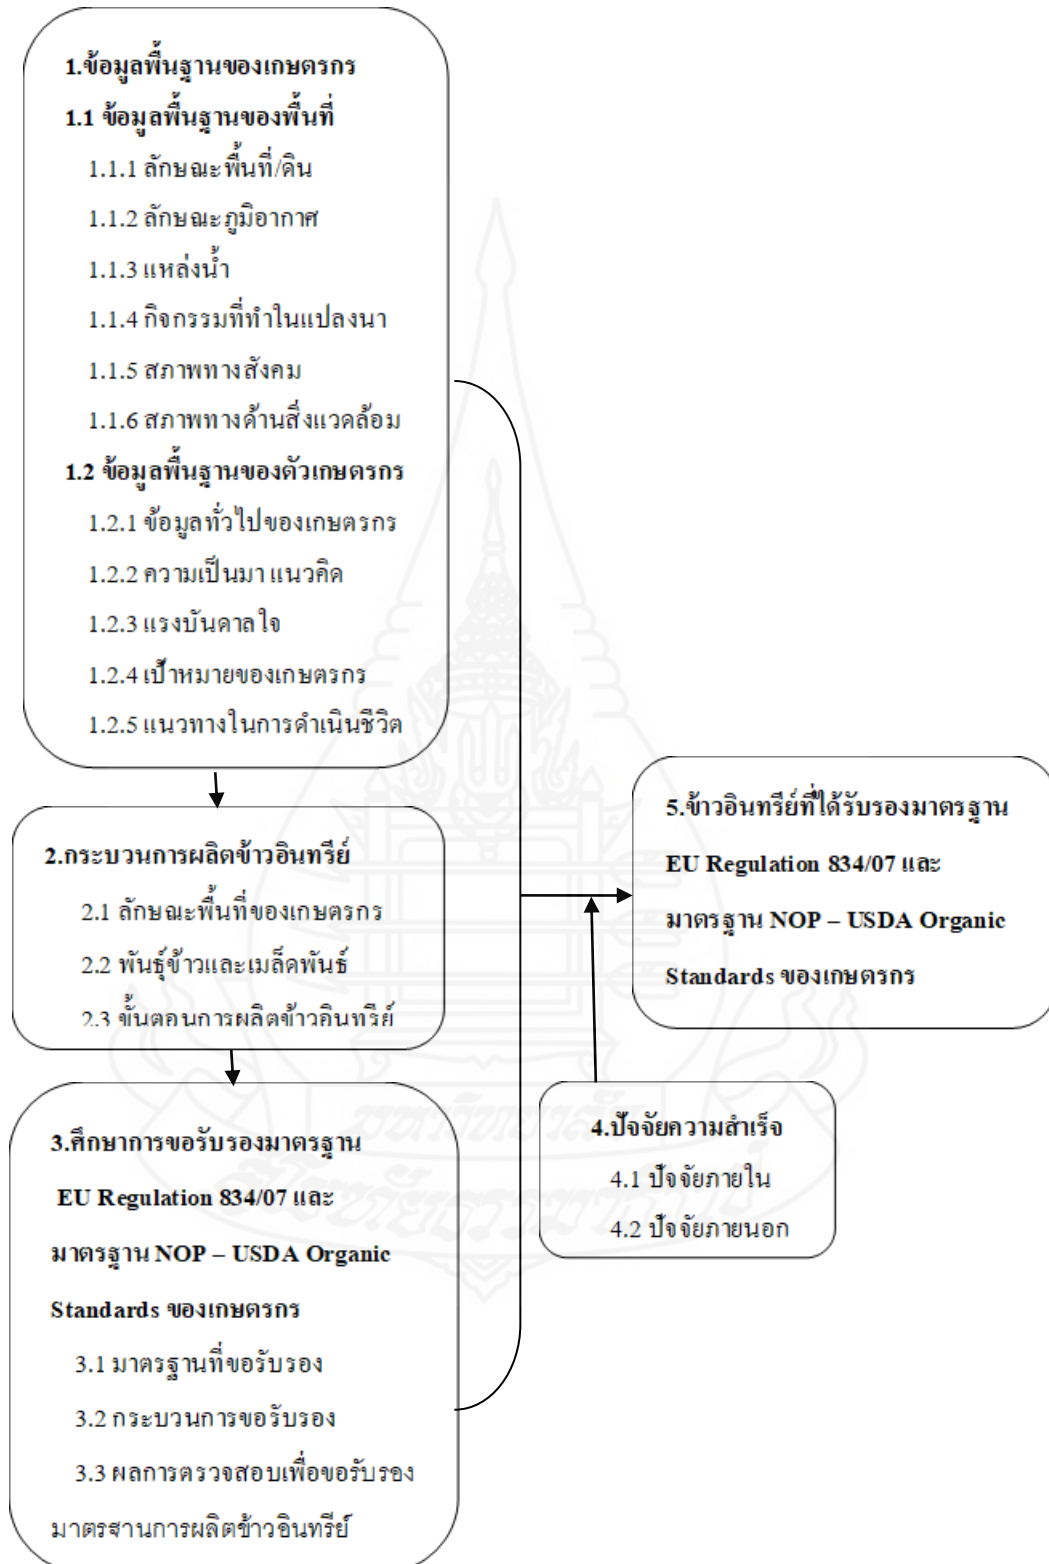 1.ข้อมูลพื้นฐานของเกษตรกร
1.1 ข้อมูลพื้นฐานของพื้นที่
1.1.1 ลักษณะพื้นที่/ดิน
1.1.2 ลักษณะภูมิอากาศ
1.1.3 แหล่งน้ำ
1.1.4 กิจกรรมที่ทำในแปลงนา
1.1.5 สภาพทางสังคม
1.1.6 สภาพทางด้านสิ่งแวดล้อม
1.2 ข้อมูลพื้นฐานของตัวเกษตรกร
1.2.1 ข้อมูลทั่วไปของเกษตรกร
1.2.2 ความเป็นมา แนวคิด
1.2.3 แรงบันดาลใจ
1.2.4 เป้าหมายของเกษตรกร
1.2.5 แนวทางในการดำเนินชีวิต
2.กระบวนการผลิตข้าวอินทรีย์
2.1 ลักษณะพื้นที่ของเกษตรกร
2.2 พันธุ์ข้าวและเมล็ดพันธ์
2.3 ขั้นตอนการผลิตข้าวอินทรีย์
3.ศึกษาการขอรับรองมาตรฐาน
EU Regulation 834/07 และ
มาตรฐาน NOP – USDA Organic
Standards ของเกษตรกร
3.1 มาตรฐานที่ขอรับรอง
3.2 กระบวนการขอรับรอง
3.3 ผลการตรวจสอบเพื่อขอรับรอง
มาตรฐานการผลิตข้าวอินทรีย์
4.ปัจจัยความสำเร็จ
4.1 ปัจจัยภายใน
4.2 ปัจจัยภายนอก
5.ข้าวอินทรีย์ที่ได้รับรองมาตรฐาน
EU Regulation 834/07 และ
มาตรฐาน NOP – USDA Organic
Standards ของเกษตรกร
มหาวิทยาลัย
สุโขทัยธรรมาธิราช